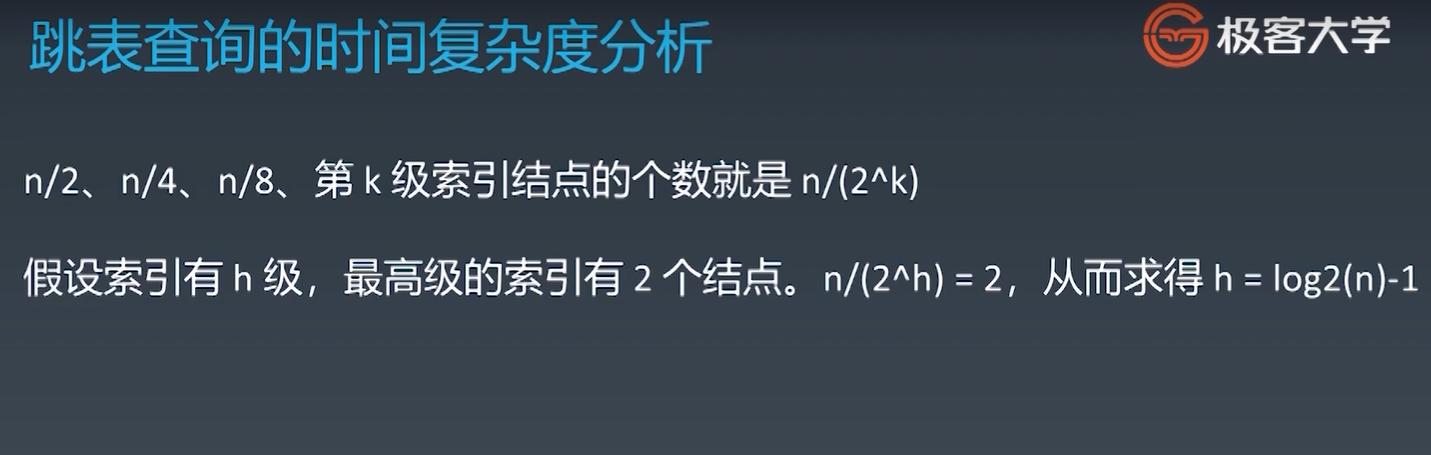 跳表查询的时间复杂度分析
极客大学
n/2、n/4、n/8、第 k 级索引结点的个数就是 n/(2^k)
假设索引有 h 级，最高级的索引有 2 个结点。n/(2^h) = 2，从而求得 h = log2(n)-1